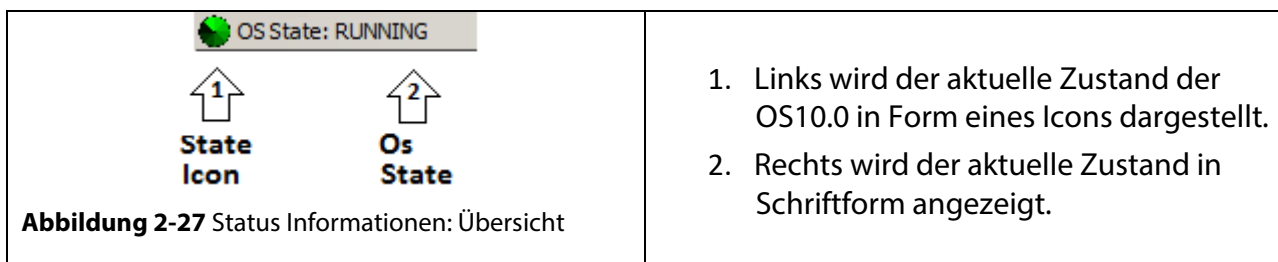 OS State: RUNNING
1 2
State Os
Icon State
Abbildung 2-27 Status Informationen: Übersicht
1. Links wird der aktuelle Zustand der
OS10.0 in Form eines Icons dargestellt.
2. Rechts wird der aktuelle Zustand in
Schriftform angezeigt.